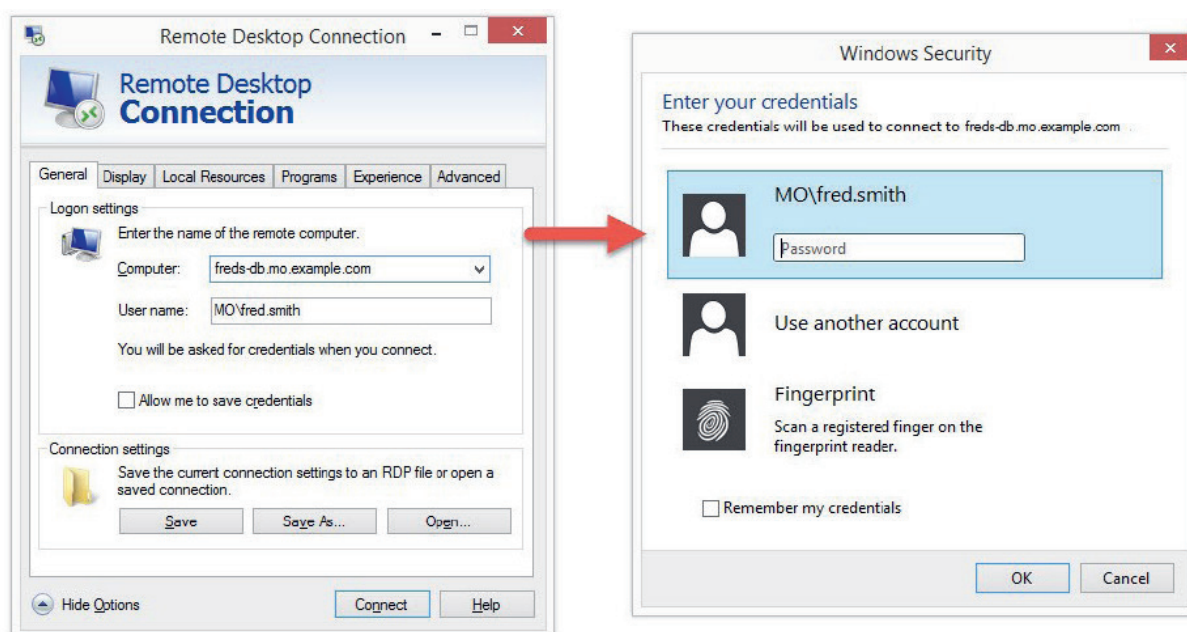 Remote Desktop Connection
Remote Desktop
Connection
General Display Local Resources Programs Experience Advanced
Logon settings
Enter the name of the remote computer.
Computer: freds-db.mo.example.com
User name: MO\fred.smith
You will be asked for credentials when you connect.
Allow me to save credentials
Connection settings
Save the current connection settings to an RDP file or open a
saved connection.
Save Save As... Open...
Hide Options Connect Help
Windows Security
Enter your credentials
These credentials will be used to connect to freds-db.mo.example.com
MO\fred.smith
Password
Use another account
Fingerprint
Scan a registered finger on the
fingerprint reader.
Remember my credentials
OK Cancel